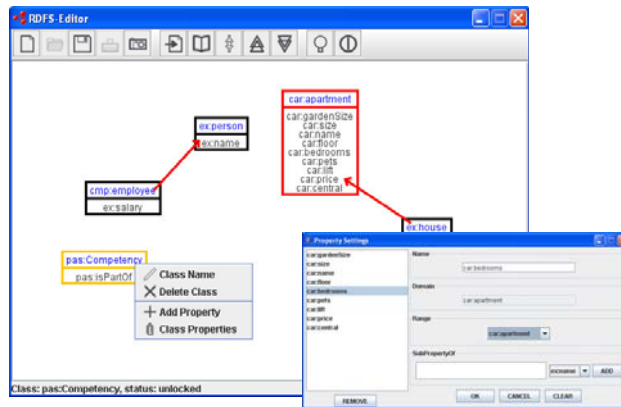 RDFS-Editor
car:apartment
car:gardenSize
car:size
car:name
car:floor
car:bedrooms
car:pets
car:lift
car:price
car:central
ex:person
ex:name
cmp:employee
ex:salary
ex:house
pas:Competency
pas:isPartOf
Class Name
Delete Class
Add Property
Class Properties
Class: pas:Competency, status: unlocked
Property Settings
car:gardenSize
car:size
car:name
car:floor
car:bedrooms
car:pets
car:lift
car:price
car:central
REMOVE
Name
car:bedrooms
Domain
car:apartment
Range
car:apartment
SubPropertyOf
ex:name ADD
OK CANCEL CLEAR